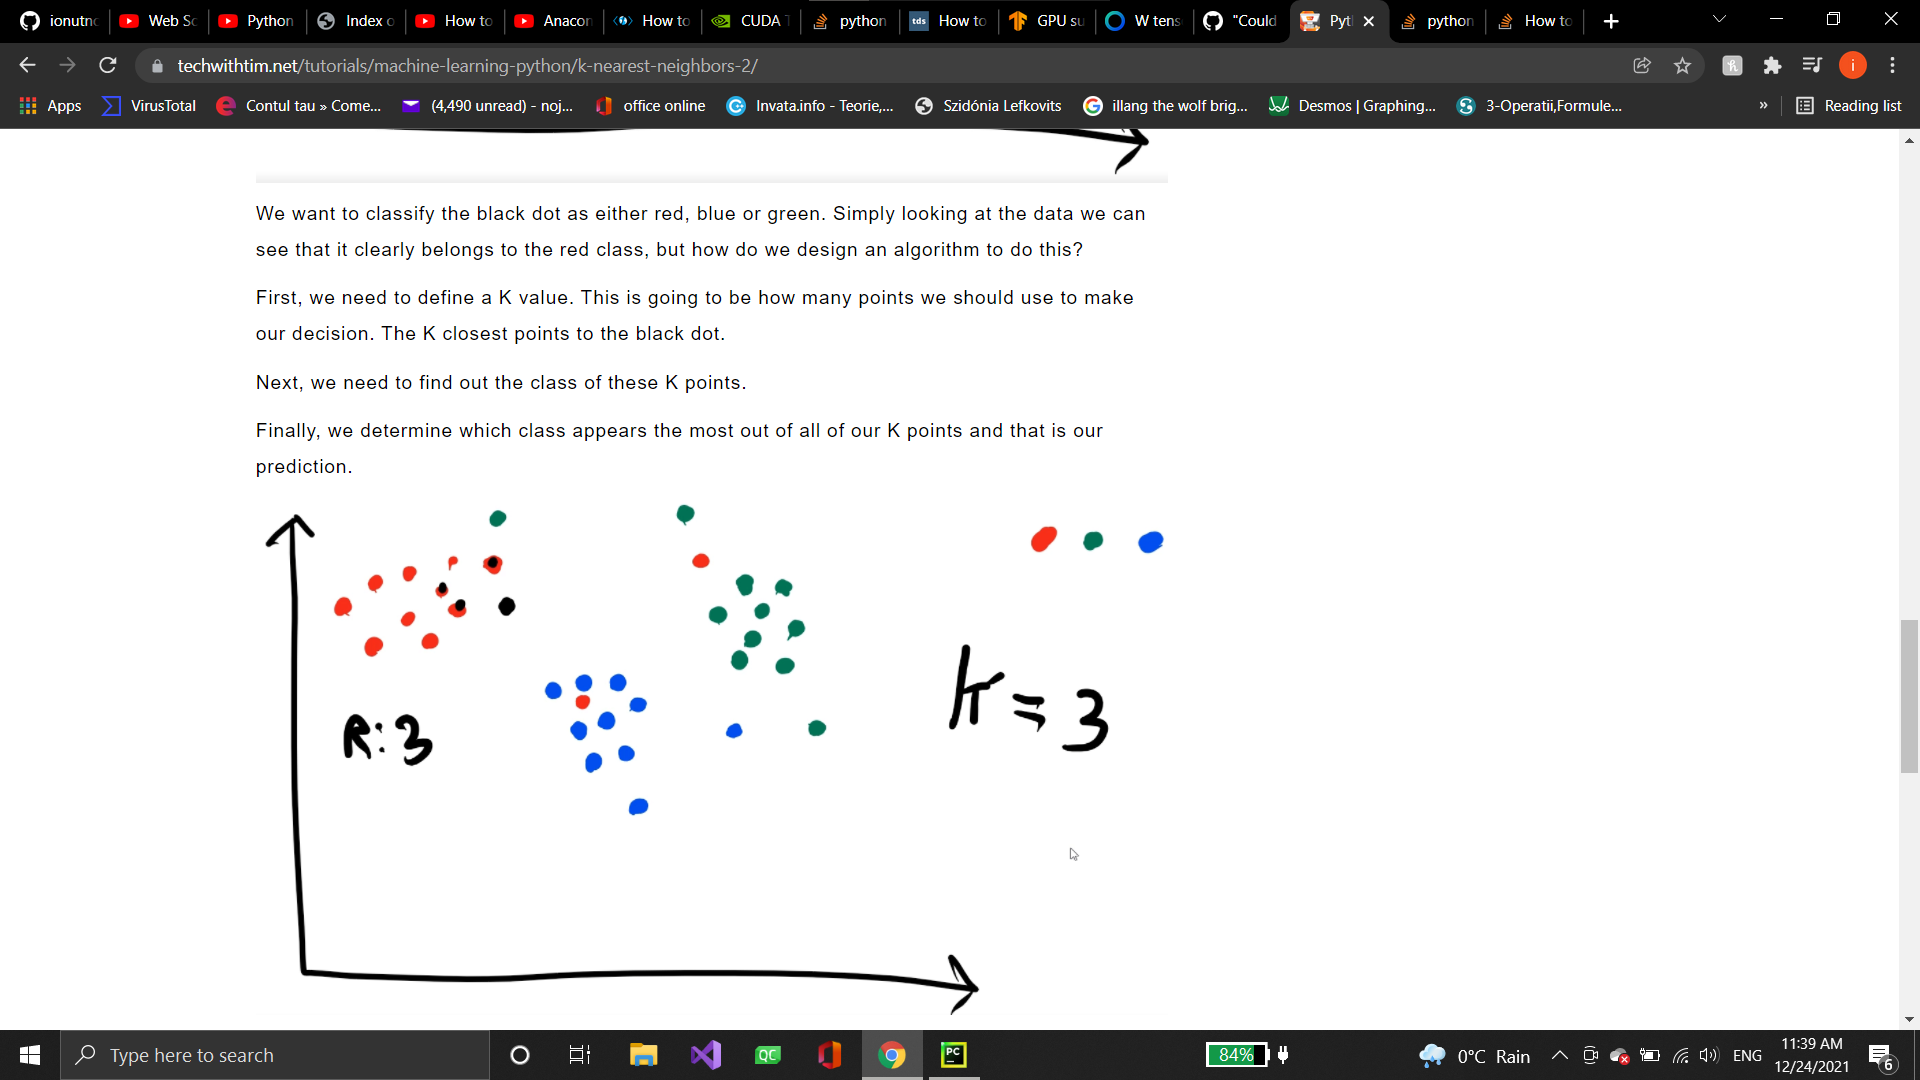 ionutno
Web Sc
Python
Index o
How to
Anacon
How to
CUDA T
python
How to
GPU su
W tens
"Could
Pyt
python
How to
techwithtim.net/tutorials/machine-learning-python/k-nearest-neighbors-2/
Apps
VirusTotal
Contul tau » Come...
(4,490 unread) - noj...
office online
Invata.info - Teorie,...
Szidónia Lefkovits
illang the wolf brig...
Desmos | Graphing...
3-Operatii,Formule...
»
Reading list
We want to classify the black dot as either red, blue or green. Simply looking at the data we can
see that it clearly belongs to the red class, but how do we design an algorithm to do this?
First, we need to define a K value. This is going to be how many points we should use to make
our decision. The K closest points to the black dot.
Next, we need to find out the class of these K points.
Finally, we determine which class appears the most out of all of our K points and that is our
prediction.
R:3
K=3
Type here to search
84%
0°C Rain
ENG
11:39 AM
12/24/2021
6